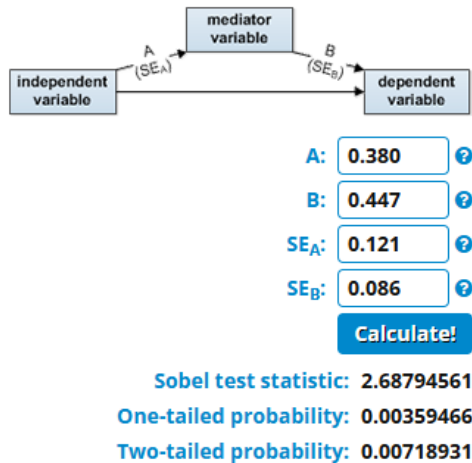 mediator
variable
A
(SEA)
B
(SEB)
independent
variable
dependent
variable
A: 0.380 ?
B: 0.447 ?
SEA: 0.121 ?
SEB: 0.086 ?
Calculate!
Sobel test statistic: 2.68794561
One-tailed probability: 0.00359466
Two-tailed probability: 0.00718931